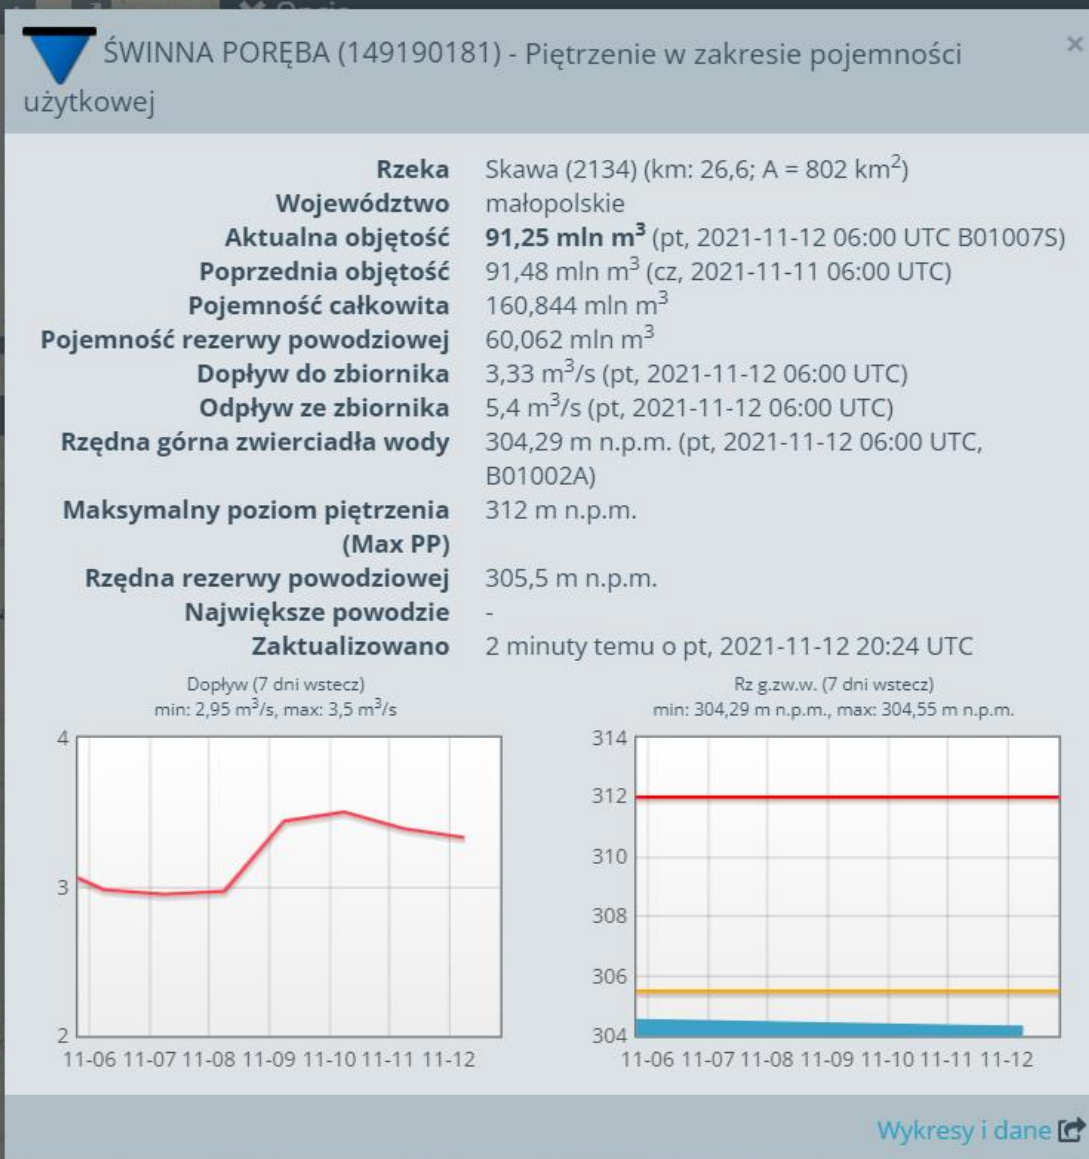 Opcje
ŚWINNA PORĘBA (149190181) - Piętrzenie w zakresie pojemności
użytkowej
×
Rzeka Skawa (2134) (km: 26,6; A = 802 km²)
Województwo małopolskie
Aktualna objętość 91,25 mln m³ (pt, 2021-11-12 06:00 UTC B01007S)
Poprzednia objętość 91,48 mln m³ (cz, 2021-11-11 06:00 UTC)
Pojemność całkowita 160,844 mln m³
Pojemność rezerwy powodziowej 60,062 mln m³
Dopływ do zbiornika 3,33 m³/s (pt, 2021-11-12 06:00 UTC)
Odpływ ze zbiornika 5,4 m³/s (pt, 2021-11-12 06:00 UTC)
Rzędna górna zwierciadła wody 304,29 m n.p.m. (pt, 2021-11-12 06:00 UTC,
B01002A)
Maksymalny poziom piętrzenia 312 m n.p.m.
(Max PP)
Rzędna rezerwy powodziowej 305,5 m n.p.m.
Największe powodzie -
Zaktualizowano 2 minuty temu o pt, 2021-11-12 20:24 UTC
Dopływ (7 dni wstecz)
min: 2,95 m³/s, max: 3,5 m³/s
4
3
2
11-06 11-07 11-08 11-09 11-10 11-11 11-12
Rz g.zw.w. (7 dni wstecz)
min: 304,29 m n.p.m., max: 304,55 m n.p.m.
314
312
310
308
306
304
11-06 11-07 11-08 11-09 11-10 11-11 11-12
Wykresy i dane